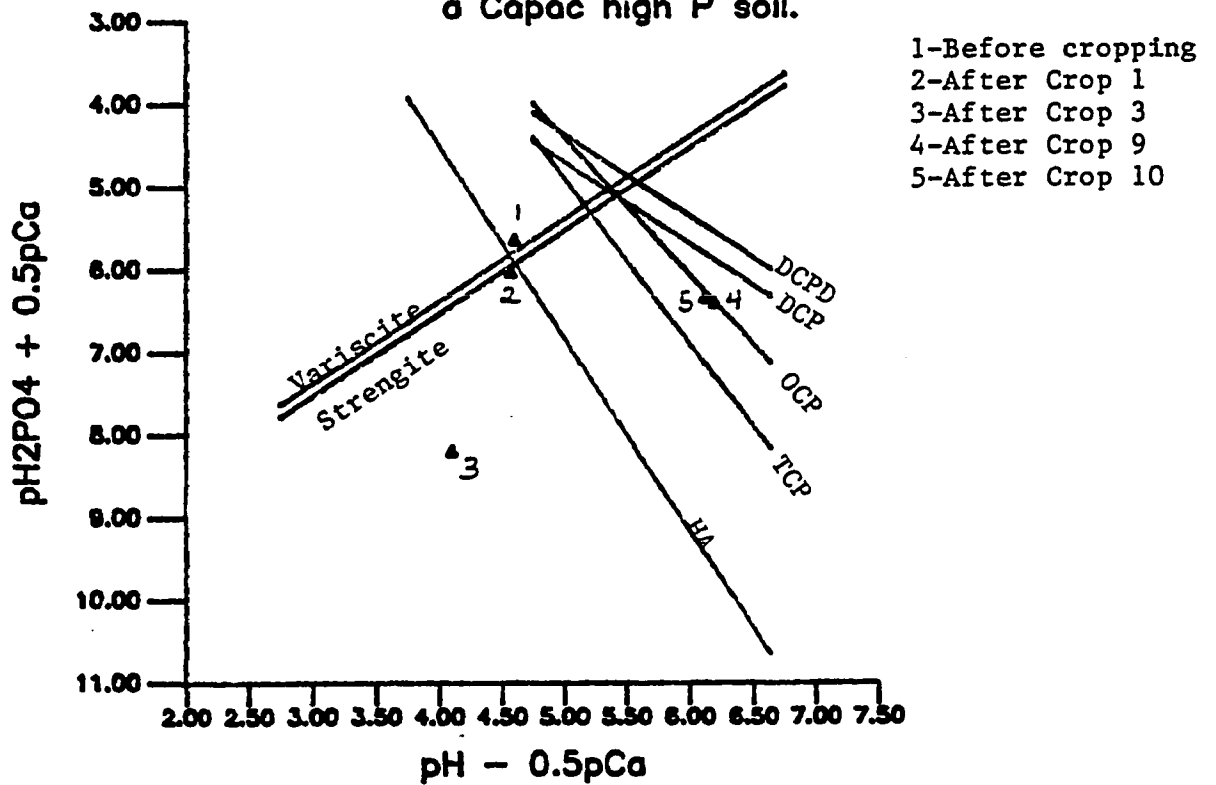 a Capac high P soil.
1-Before cropping
2-After Crop 1
3-After Crop 3
4-After Crop 9
5-After Crop 10
pH2PO4 + 0.5pCa
3.00
4.00
5.00
6.00
7.00
8.00
9.00
10.00
11.00
1
2
3
5
4
Variscite
Strengite
DCPD
DCP
OCP
TCP
HA
2.00 2.50 3.00 3.50 4.00 4.50 5.00 5.50 6.00 6.50 7.00 7.50
pH - 0.5pCa